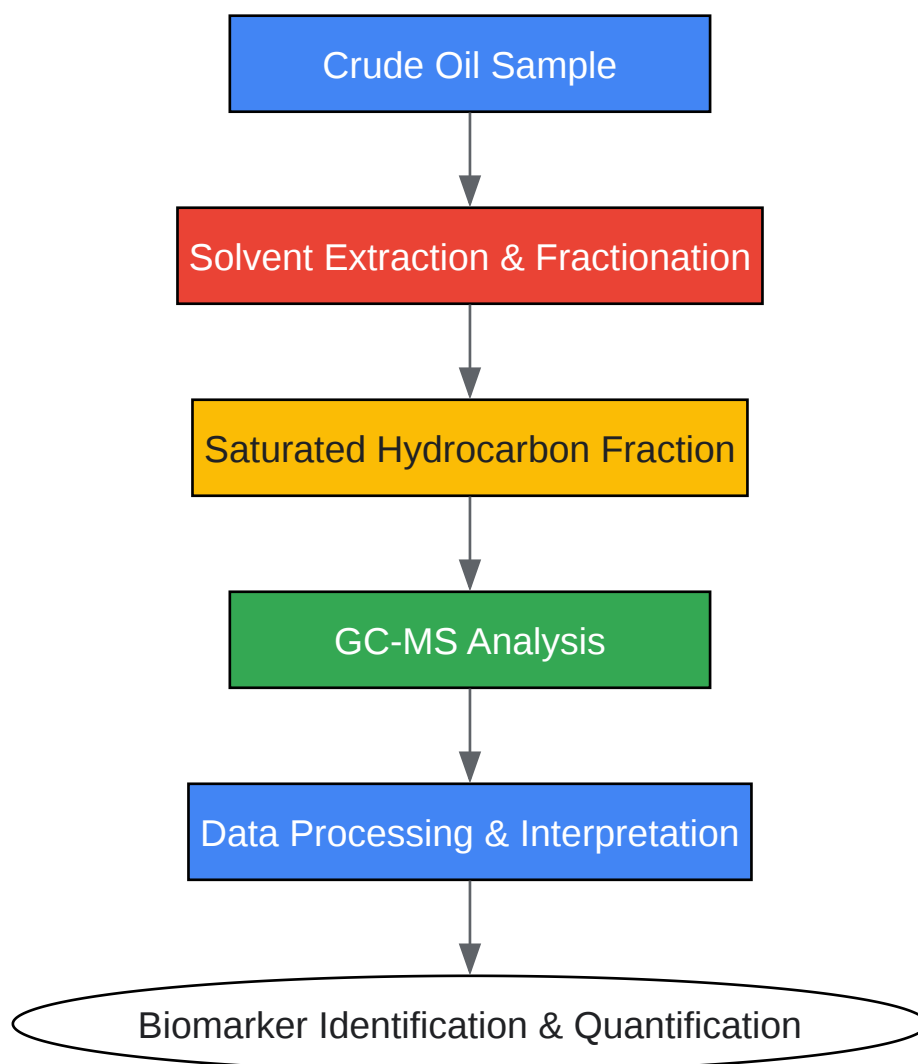 Crude Oil Sample
Solvent Extraction & Fractionation
Saturated Hydrocarbon Fraction
GC-MS Analysis
Data Processing & Interpretation
Biomarker Identification & Quantification